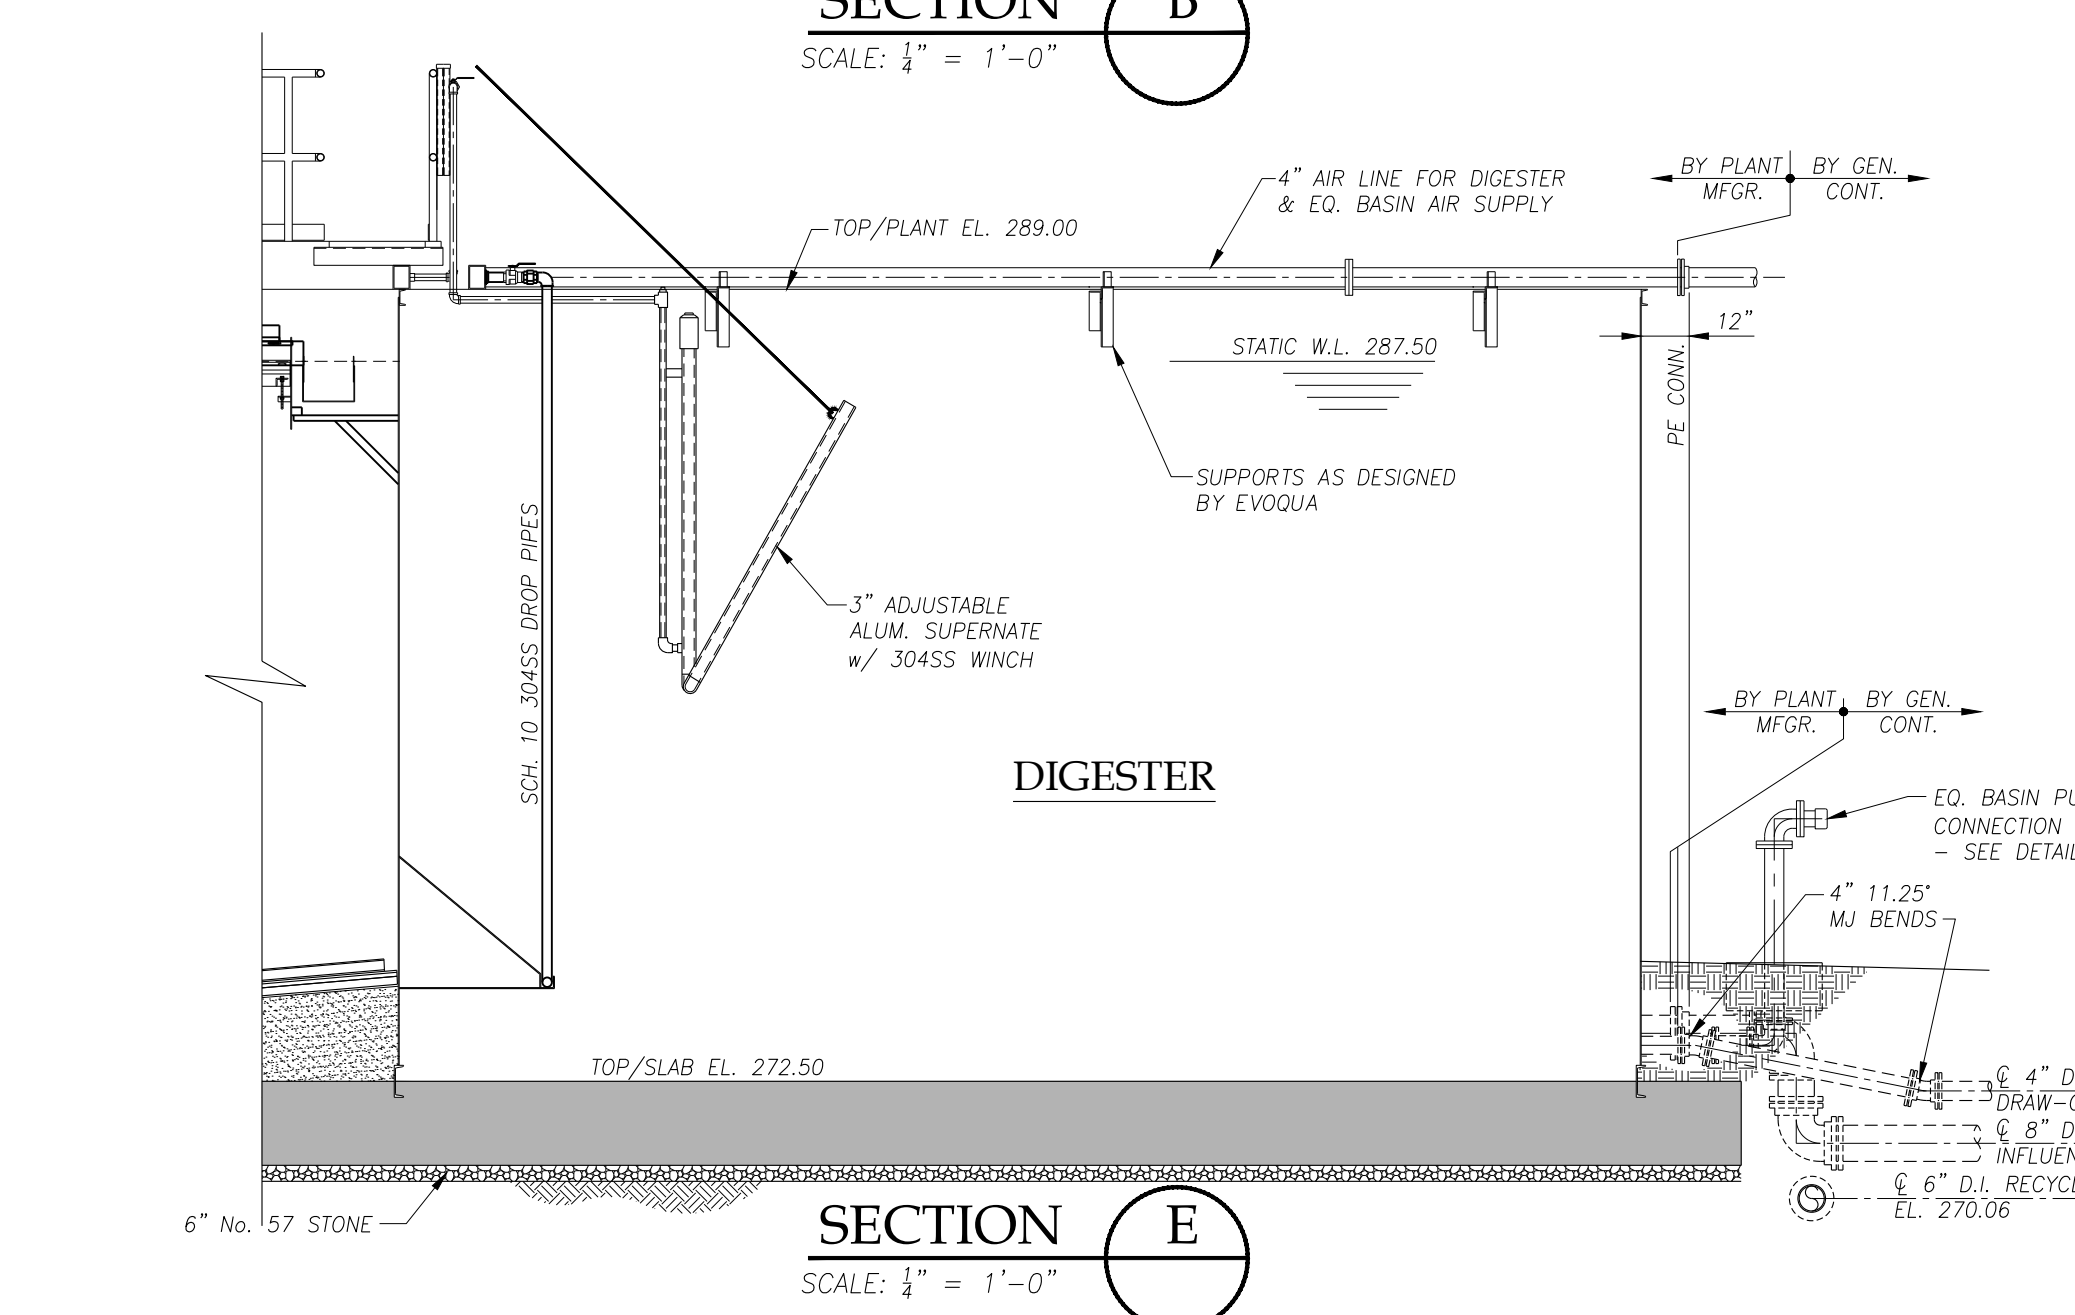 SECTION B
SCALE: 1/4" = 1'-0"
BY PLANT BY GEN.
MFGR. CONT.
4" AIR LINE FOR DIGESTER
& EQ. BASIN AIR SUPPLY
TOP/PLANT EL. 289.00
12"
STATIC W.L. 287.50
PE CONN.
SUPPORTS AS DESIGNED
BY EVOQUA
SCH. 10 304SS DROP PIPES
3" ADJUSTABLE
ALUM. SUPERNATE
w/ 304SS WINCH
BY PLANT BY GEN.
MFGR. CONT.
DIGESTER
EQ. BASIN
CONNECTION
- SEE DETAIL
4" 11.25°
MJ BENDS
TOP/SLAB EL. 272.50
℄ 4" D
DRAW-
℄ 8" D
INFLUEN
℄ 6" D.I. RECYCL
EL. 270.06
6" No. 57 STONE
SECTION E
SCALE: 1/4" = 1'-0"